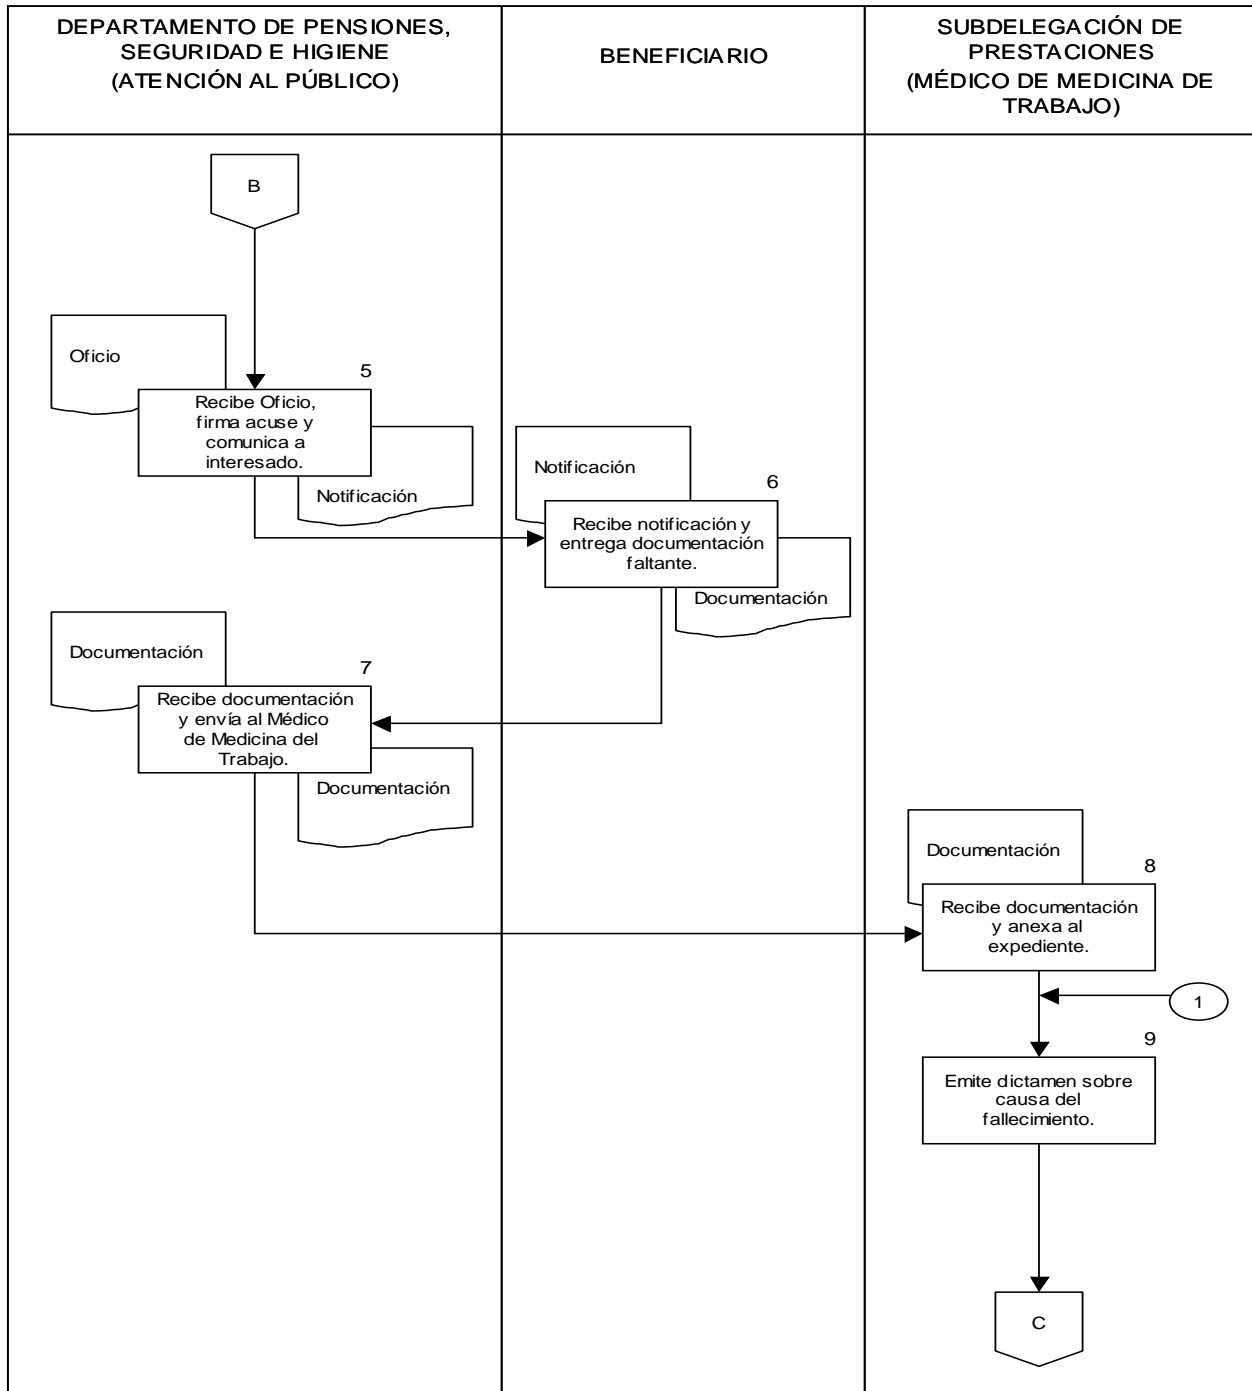 DEPARTAMENTO DE PENSIONES,
SEGURIDAD E HIGIENE
(ATENCIÓN AL PÚBLICO)
BENEFICIARIO
SUBDELEGACIÓN DE
PRESTACIONES
(MÉDICO DE MEDICINA DE
TRABAJO)
B
Oficio
5
Recibe Oficio,
firma acuse y
comunica a
interesado.
Notificación
Notificación
6
Recibe notificación y
entrega documentación
faltante.
Documentación
Documentación
7
Recibe documentación
y envía al Médico
de Medicina del
Trabajo.
Documentación
Documentación
8
Recibe documentación
y anexa al
expediente.
1
9
Emite dictamen sobre
causa del
fallecimiento.
C